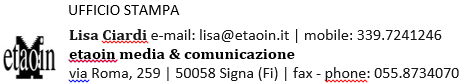 UFFICIO STAMPA
Lisa Ciardi e-mail: lisa@etaoin.it | mobile: 339.7241246
etaoin
etaoin media & comunicazione
via Roma, 259 | 50058 Signa (Fi) | fax - phone: 055.8734070